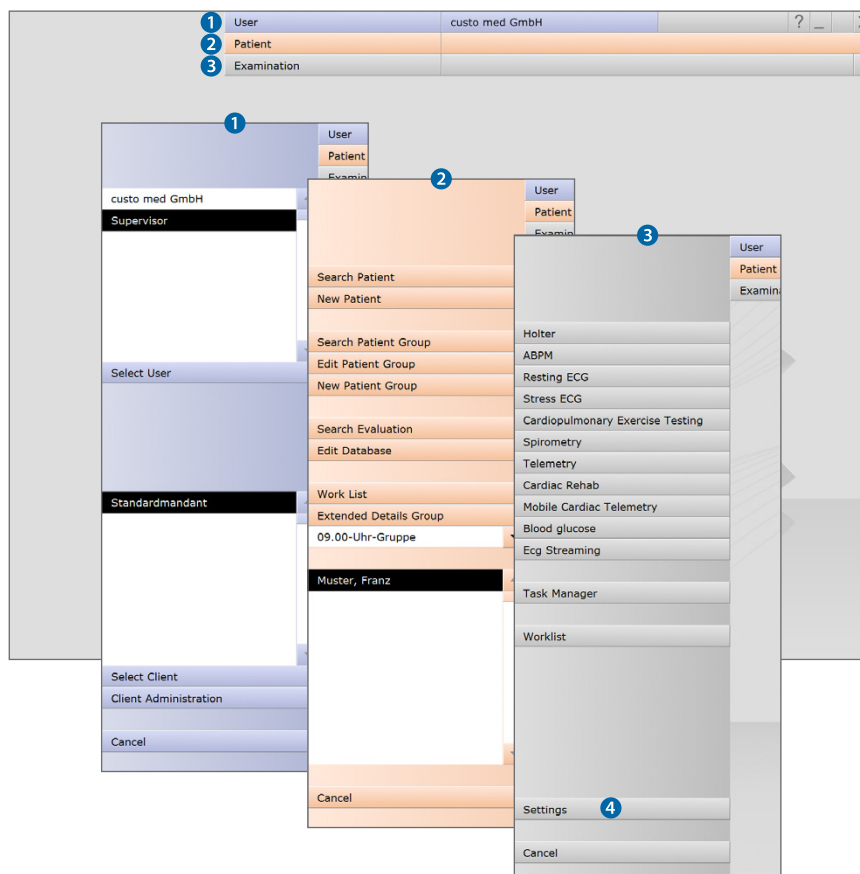 1 User custo med GmbH ? _
2 Patient
3 Examination
1
User
Patient
Examin
custo med GmbH
Supervisor
Select User
Standardmandant
Select Client
Client Administration
Cancel
2
User
Patient
Examin
Search Patient
New Patient
Search Patient Group
Edit Patient Group
New Patient Group
Search Evaluation
Edit Database
Work List
Extended Details Group
09.00-Uhr-Gruppe
Muster, Franz
Cancel
3
User
Patient
Examina
Holter
ABPM
Resting ECG
Stress ECG
Cardiopulmonary Exercise Testing
Spirometry
Telemetry
Cardiac Rehab
Mobile Cardiac Telemetry
Blood glucose
Ecg Streaming
Task Manager
Worklist
Settings 4
Cancel